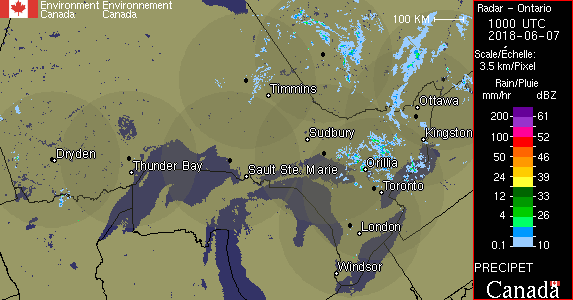 Environment Environnement
Canada Canada
100 KM
Timmins
Ottawa
Sudbury
Kingston
Dryden
Thunder Bay
Sault Ste. Marie
Orillia
Toronto
London
Windsor
Radar - Ontario
1000 UTC
2018-06-07
Scale/Échelle:
3.5 km/Pixel
Rain/Pluie
mm/hr dBZ
200 61
100 52
50 46
24 39
12 33
4 26
0.1 10
PRECIPET
Canada